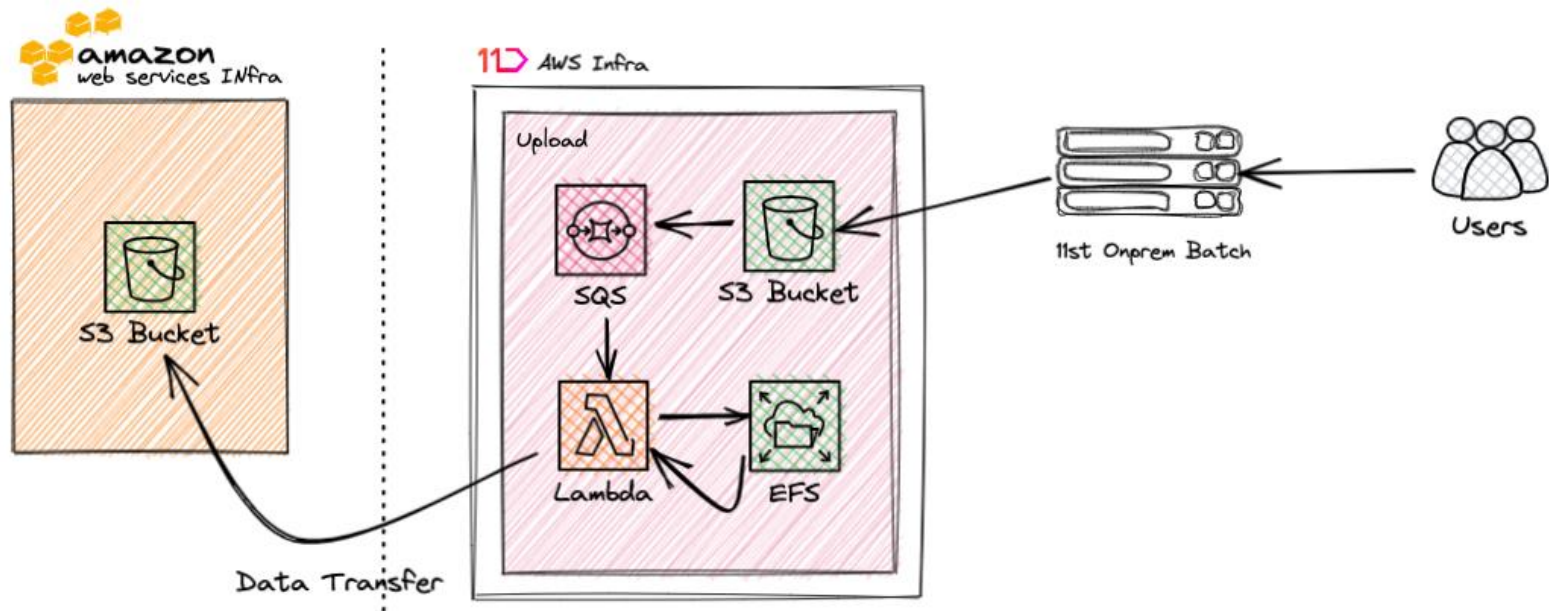 amazon
web services INfra
11 AWS Infra
Upload
SQS
S3 Bucket
S3 Bucket
Lambda
EFS
11st Onprem Batch
Users
Data Transfer